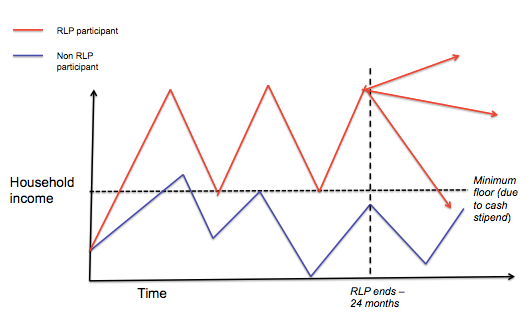 RLP participant
Non RLP
participant
Household
income
Minimum
floor (due
to cash
stipend)
Time
RLP ends –
24 months